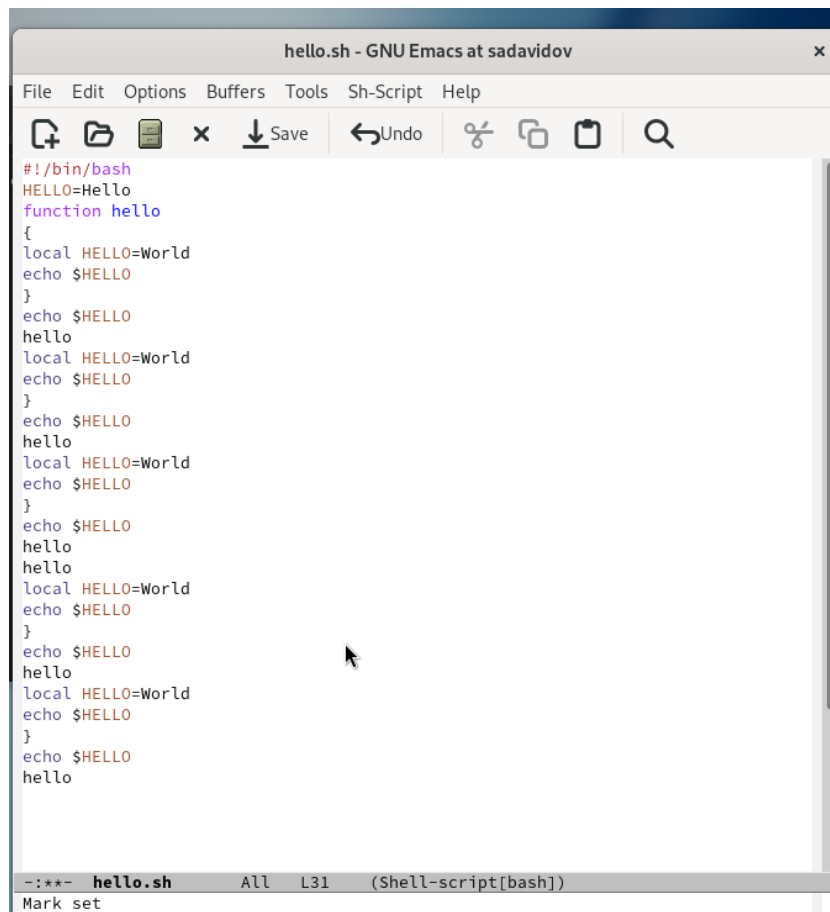 hello.sh - GNU Emacs at sadavidov ×
File Edit Options Buffers Tools Sh-Script Help
Save Undo
#!/bin/bash
HELLO=Hello
function hello
{
local HELLO=World
echo $HELLO
}
echo $HELLO
hello
local HELLO=World
echo $HELLO
}
echo $HELLO
hello
local HELLO=World
echo $HELLO
}
echo $HELLO
hello
hello
local HELLO=World
echo $HELLO
}
echo $HELLO
hello
local HELLO=World
echo $HELLO
}
echo $HELLO
hello
-:**- hello.sh All L31 (Shell-script[bash])
Mark set